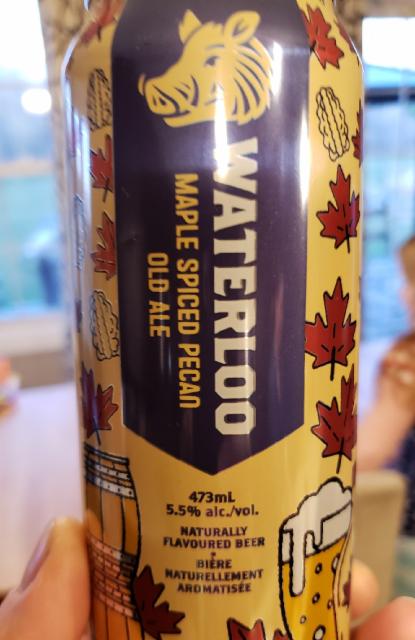 WATERLOO
MAPLE SPICED PECAN
OLD ALE
473mL
5.5% alc./vol.
NATURALLY
FLAVOURED BEER
•
BIÈRE
NATURELLEMENT
AROMATISÉE